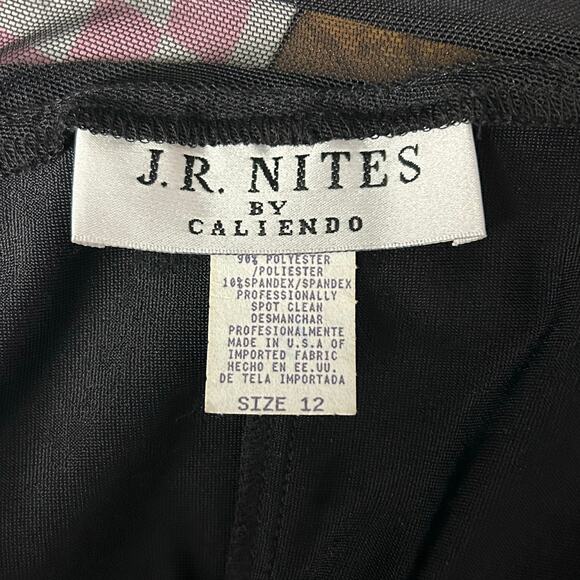 J.R. NITES
BY
CALIENDO
90% POLYESTER
/POLIESTER
10%SPANDEX/SPANDEX
PROFESSIONALLY
SPOT CLEAN
DESMANCHAR
PROFESIONALMENTE
MADE IN U.S.A OF
IMPORTED FABRIC
HECHO EN EE.UU.
DE TELA IMPORTADA
SIZE 12